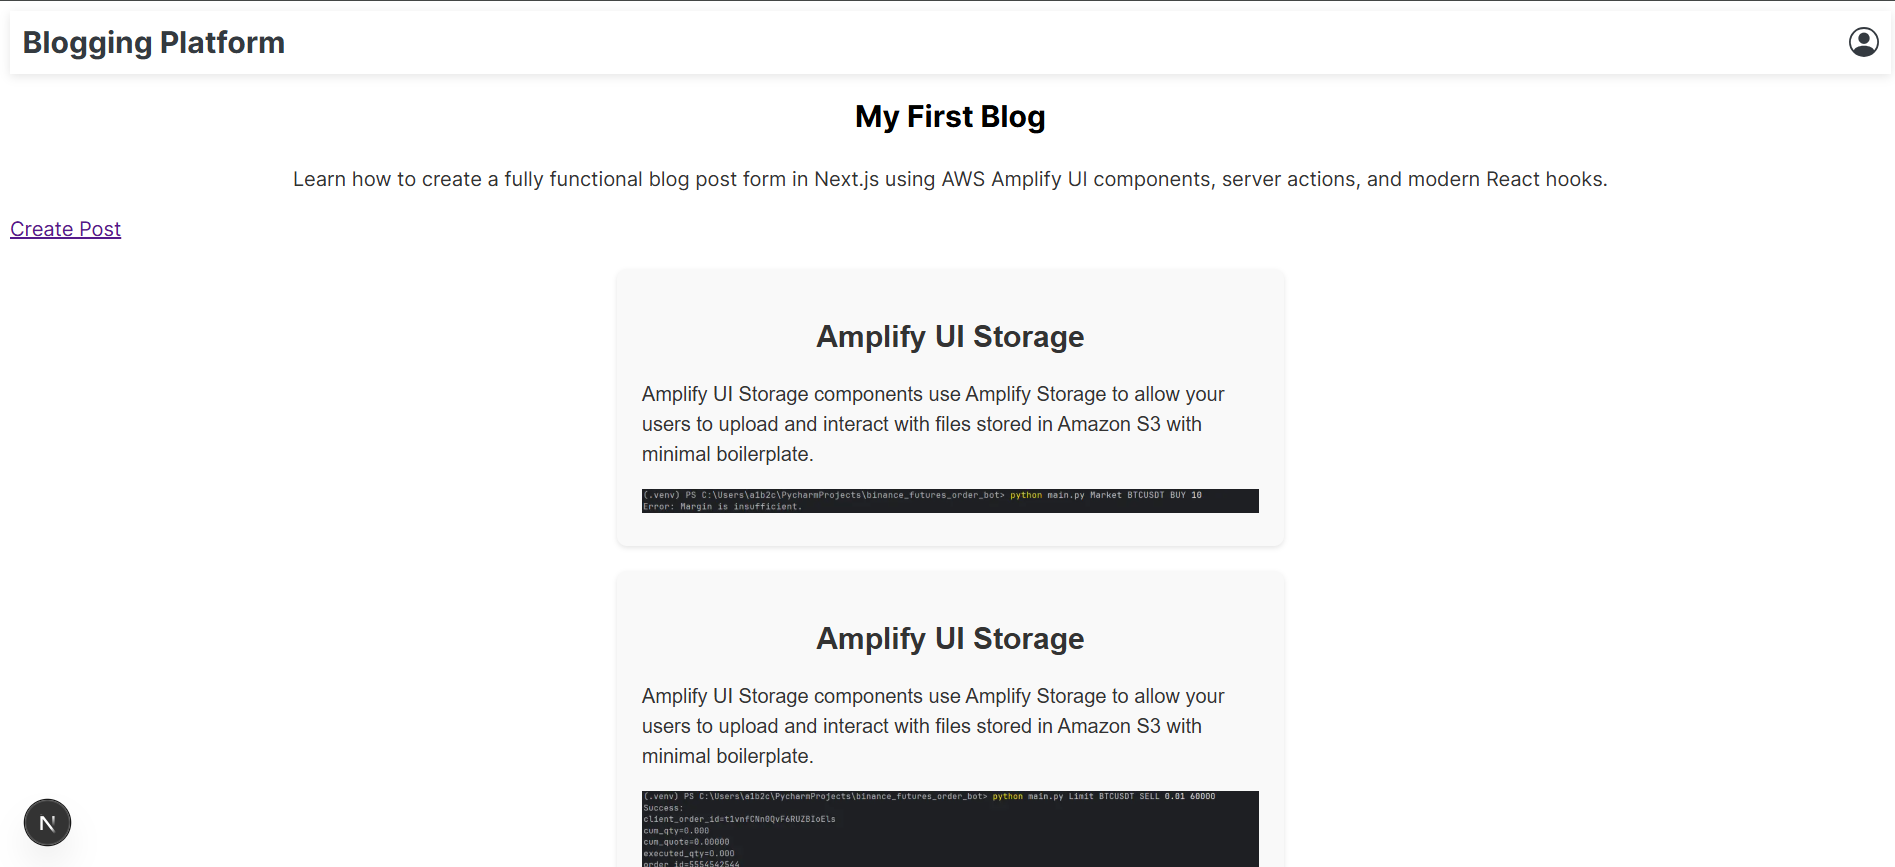 Blogging Platform
My First Blog
Learn how to create a fully functional blog post form in Next.js using AWS Amplify UI components, server actions, and modern React hooks.
Create Post
Amplify UI Storage
Amplify UI Storage components use Amplify Storage to allow your
users to upload and interact with files stored in Amazon S3 with
minimal boilerplate.
(.venv) PS C:\Users\a1b2c\PycharmProjects\binance_futures_order_bot> python main.py Market BTCUSDT BUY 10
Error: Margin is insufficient.
Amplify UI Storage
Amplify UI Storage components use Amplify Storage to allow your
users to upload and interact with files stored in Amazon S3 with
minimal boilerplate.
(.venv) PS C:\Users\a1b2c\PycharmProjects\binance_futures_order_bot> python main.py Limit BTCUSDT SELL 0.01 60000
Success:
client_order_id=t1vnfCNn0QvF6RUZBIoEls
cum_qty=0.000
cum_quote=0.00000
executed_qty=0.000
order_id=5554542544
N